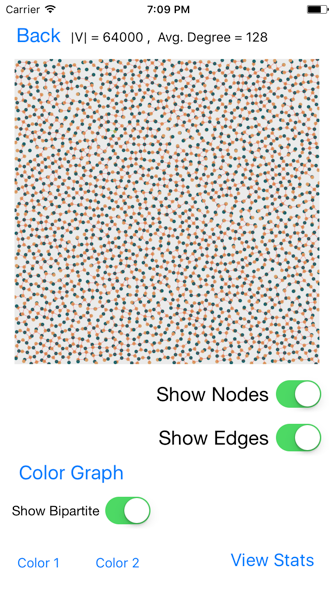 Carrier 7:09 PM
Back |V| = 64000 , Avg. Degree = 128
Show Nodes
Show Edges
Color Graph
Show Bipartite
Color 1 Color 2 View Stats